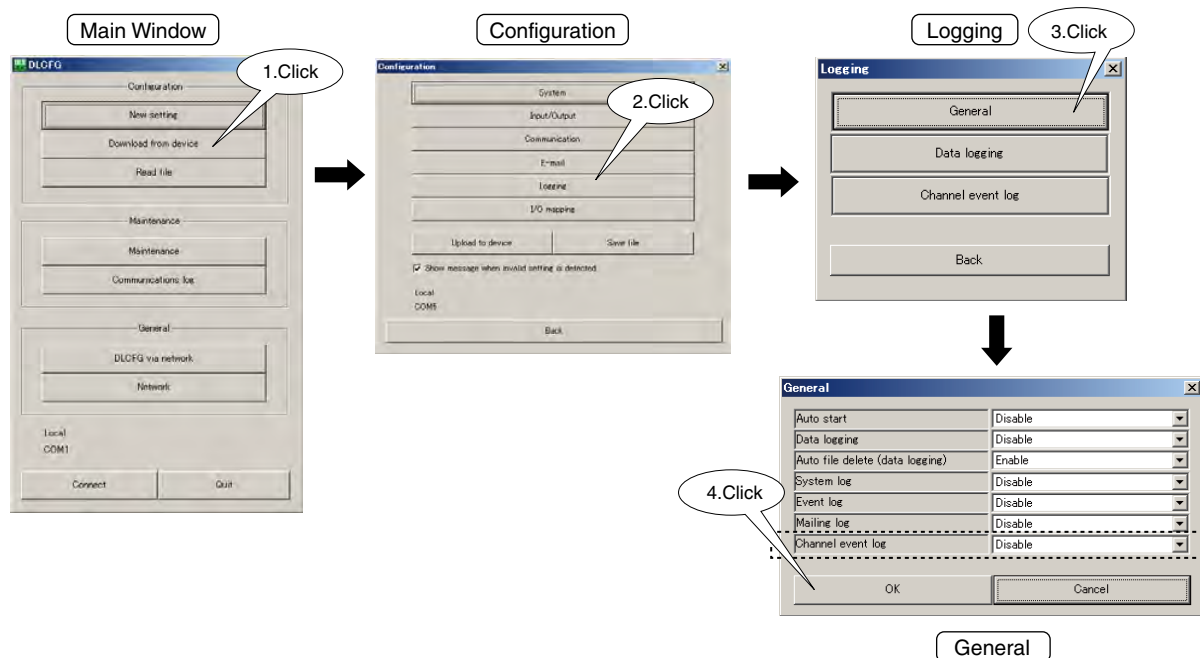 Main Window
DLCFG
1.Click
Configuration
New setting
Download from device
Read file
Maintenance
Maintenance
Communications log
General
DLCFG via network
Network
Local
COM1
Connect
Quit
Configuration
Configuration
System
2.Click
Input/Output
Communication
E-mail
Logging
I/O mapping
Upload to device
Save file
Show message when invalid setting is detected
Local
COM5
Back
Logging
3.Click
Logging
General
Data logging
Channel event log
Back
General
Auto start Disable
Data logging Disable
Auto file delete (data logging) Enable
System log Disable
Event log Disable
Mailing log Disable
Channel event log Disable
4.Click
OK
Cancel
General